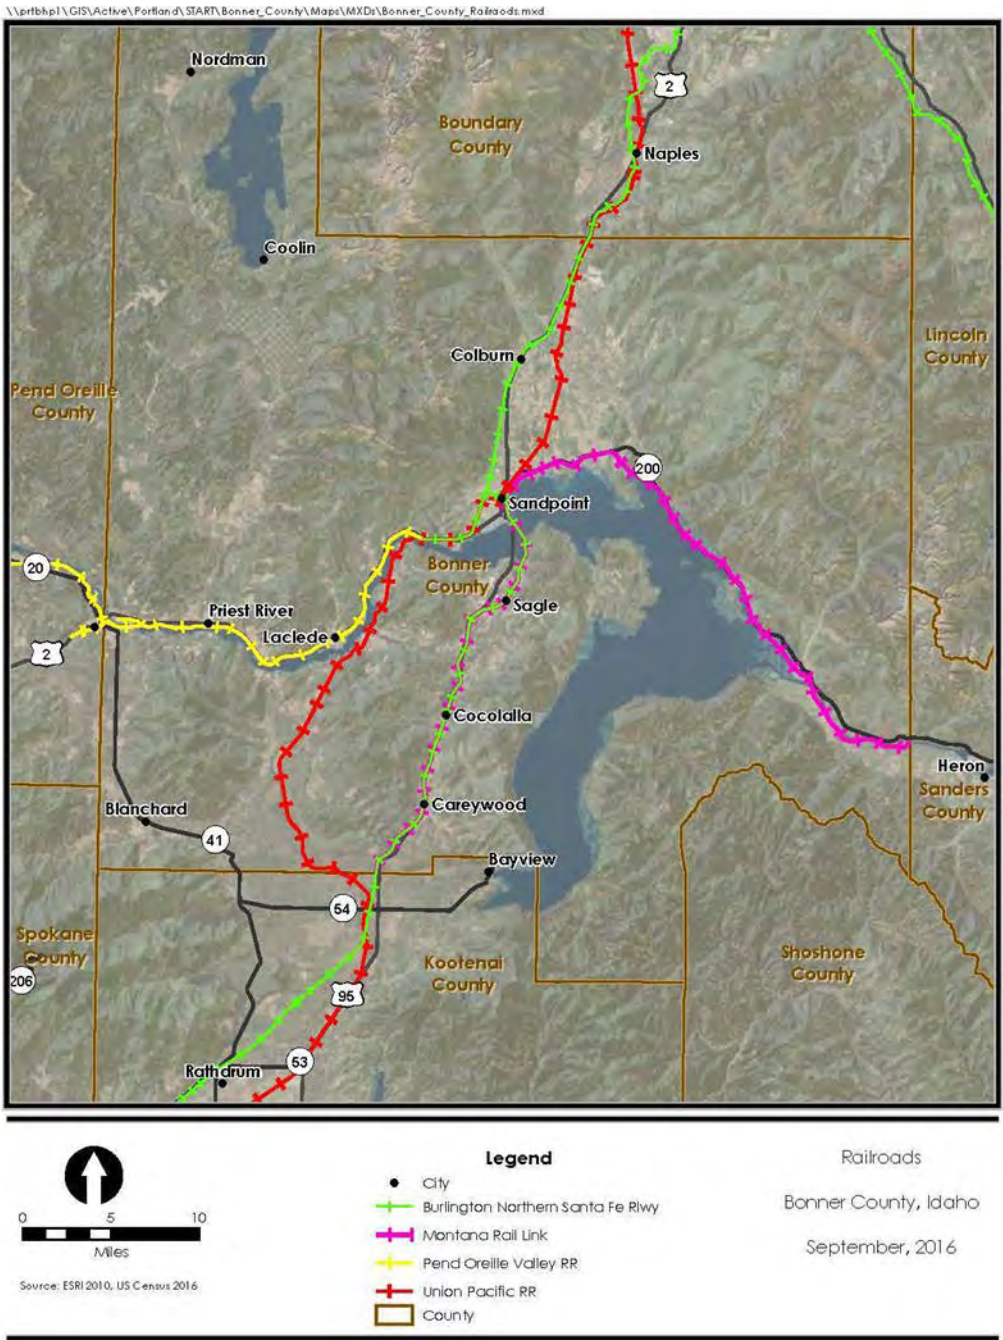 \\prtbhp1\GIS\Active\Portland\START\Bonner_County\Maps\MXDs\Bonner_County_Railraods.mxd
Nordman
2
Boundary
County
Naples
Coolin
Colburn
Lincoln
County
Pend Oreille
County
200
Sandpoint
20
Bonner
County
Priest River
Sagle
Laclede
2
Cocolalla
Heron
Sanders
County
Blanchard
Careywood
41
Bayview
54
Spokane
County
Kootenai
County
Shoshone
County
206
95
53
Rathdrum
Legend
City
Burlington Northern Santa Fe Rlwy
Montana Rail Link
Pend Oreille Valley RR
Union Pacific RR
County
0 5 10
Miles
Source: ESRI 2010, US Census 2016
Railroads
Bonner County, Idaho
September, 2016